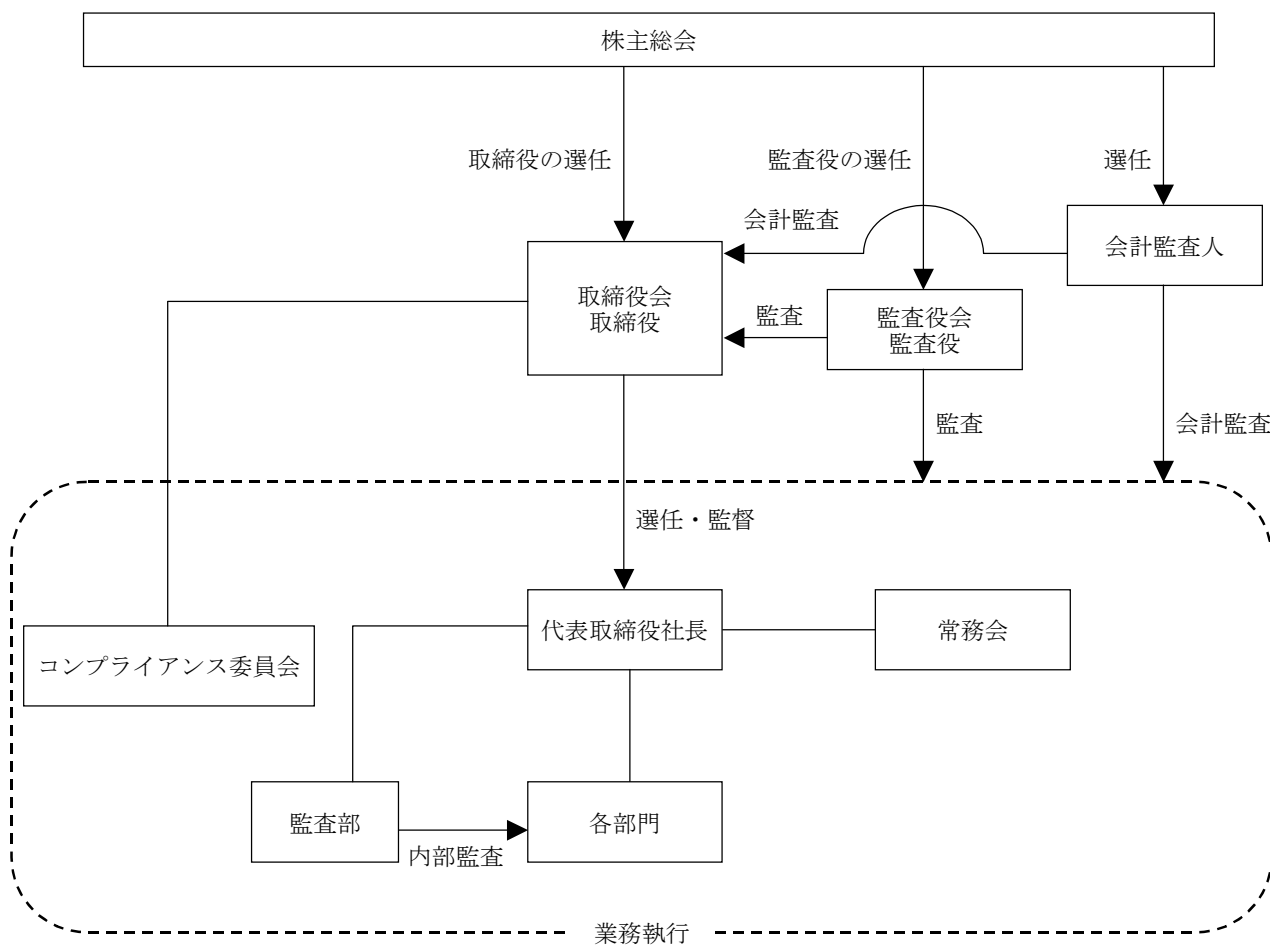 株主総会
取締役の選任
監査役の選任
選任
会計監査
会計監査人
取締役会
取締役
監査
監査役会
監査役
監査
会計監査
選任・監督
代表取締役社長
常務会
コンプライアンス委員会
監査部
各部門
内部監査
業務執行